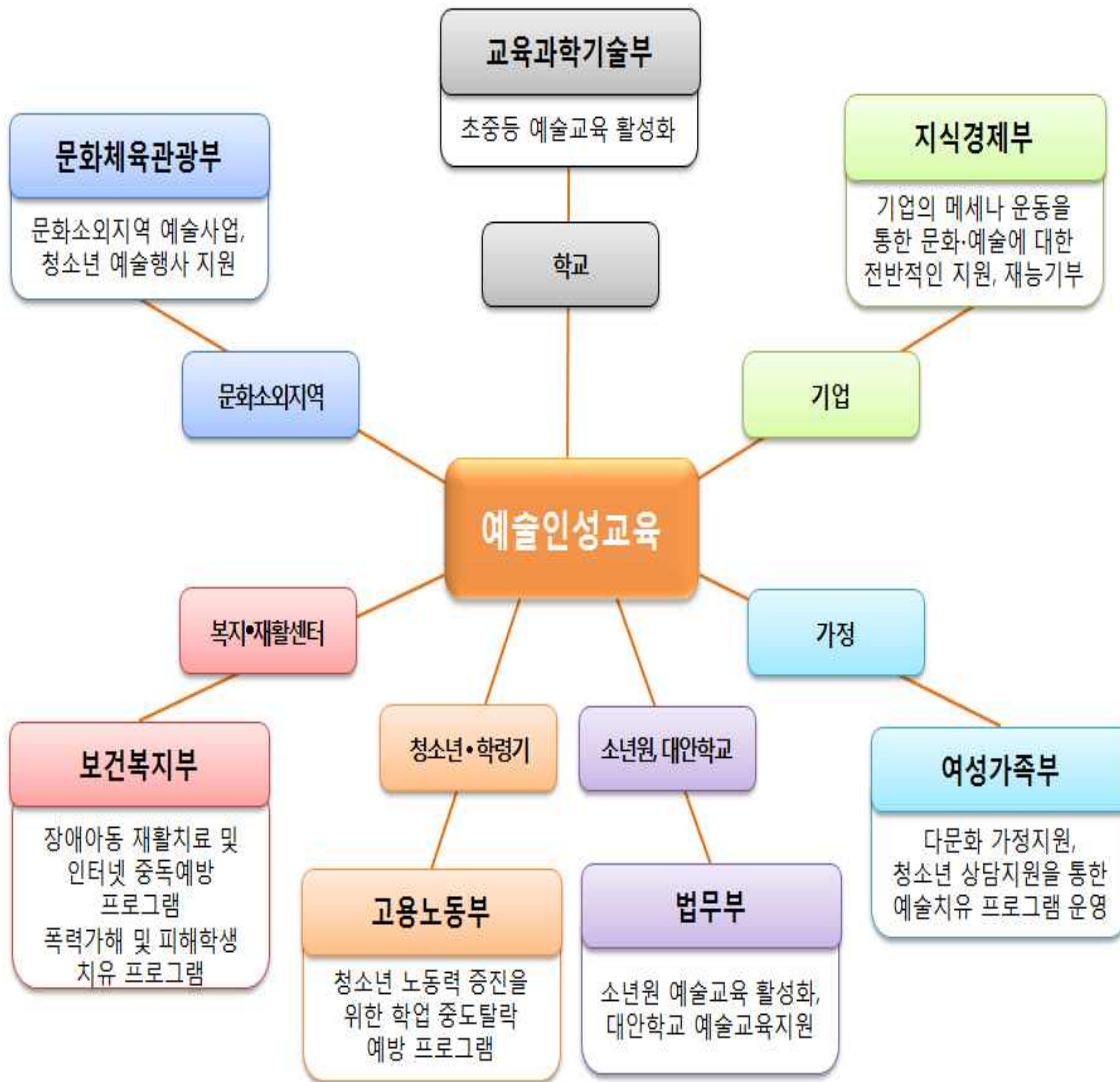 교육과학기술부
초중등 예술교육 활성화
학교
문화체육관광부
문화소외지역 예술사업,
청소년 예술행사 지원
문화소외지역
지식경제부
기업의 메세나 운동을
통한 문화·예술에 대한
전반적인 지원, 재능기부
기업
예술인성교육
복지•재활센터
보건복지부
장애아동 재활치료 및
인터넷 중독예방
프로그램
폭력가해 및 피해학생
치유 프로그램
청소년•학령기
고용노동부
청소년 노동력 증진을
위한 학업 중도탈락
예방 프로그램
소년원, 대안학교
법무부
소년원 예술교육 활성화,
대안학교 예술교육지원
가정
여성가족부
다문화 가정지원,
청소년 상담지원을 통한
예술치유 프로그램 운영